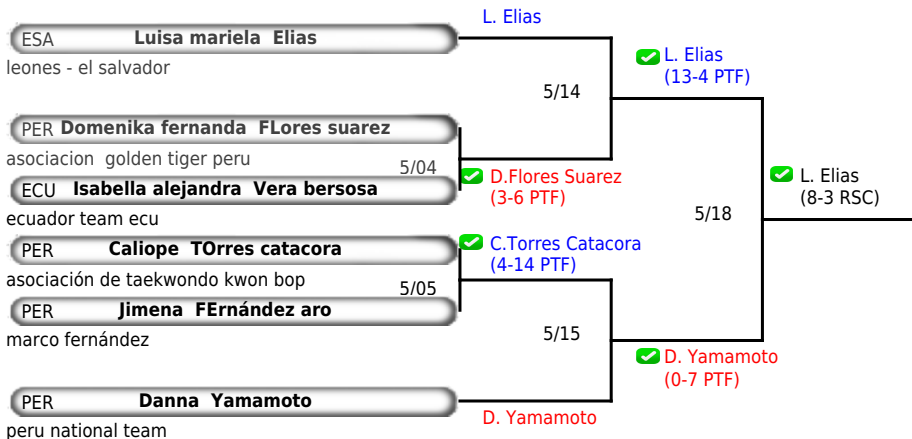 L. Elias
ESA Luisa mariela Elias
leones - el salvador
L. Elias
(13-4 PTF)
5/14
PER Domenika fernanda FLores suarez
asociacion golden tiger peru
5/04
D.Flores Suarez
(3-6 PTF)
ECU Isabella alejandra Vera bersosa
ecuador team ecu
L. Elias
(8-3 RSC)
5/18
PER Caliope TOrres catacora
C.Torres Catacora
(4-14 PTF)
asociación de taekwondo kwon bop
5/05
PER Jimena FErnández aro
marco fernández
5/15
D. Yamamoto
(0-7 PTF)
PER Danna Yamamoto
D. Yamamoto
peru national team